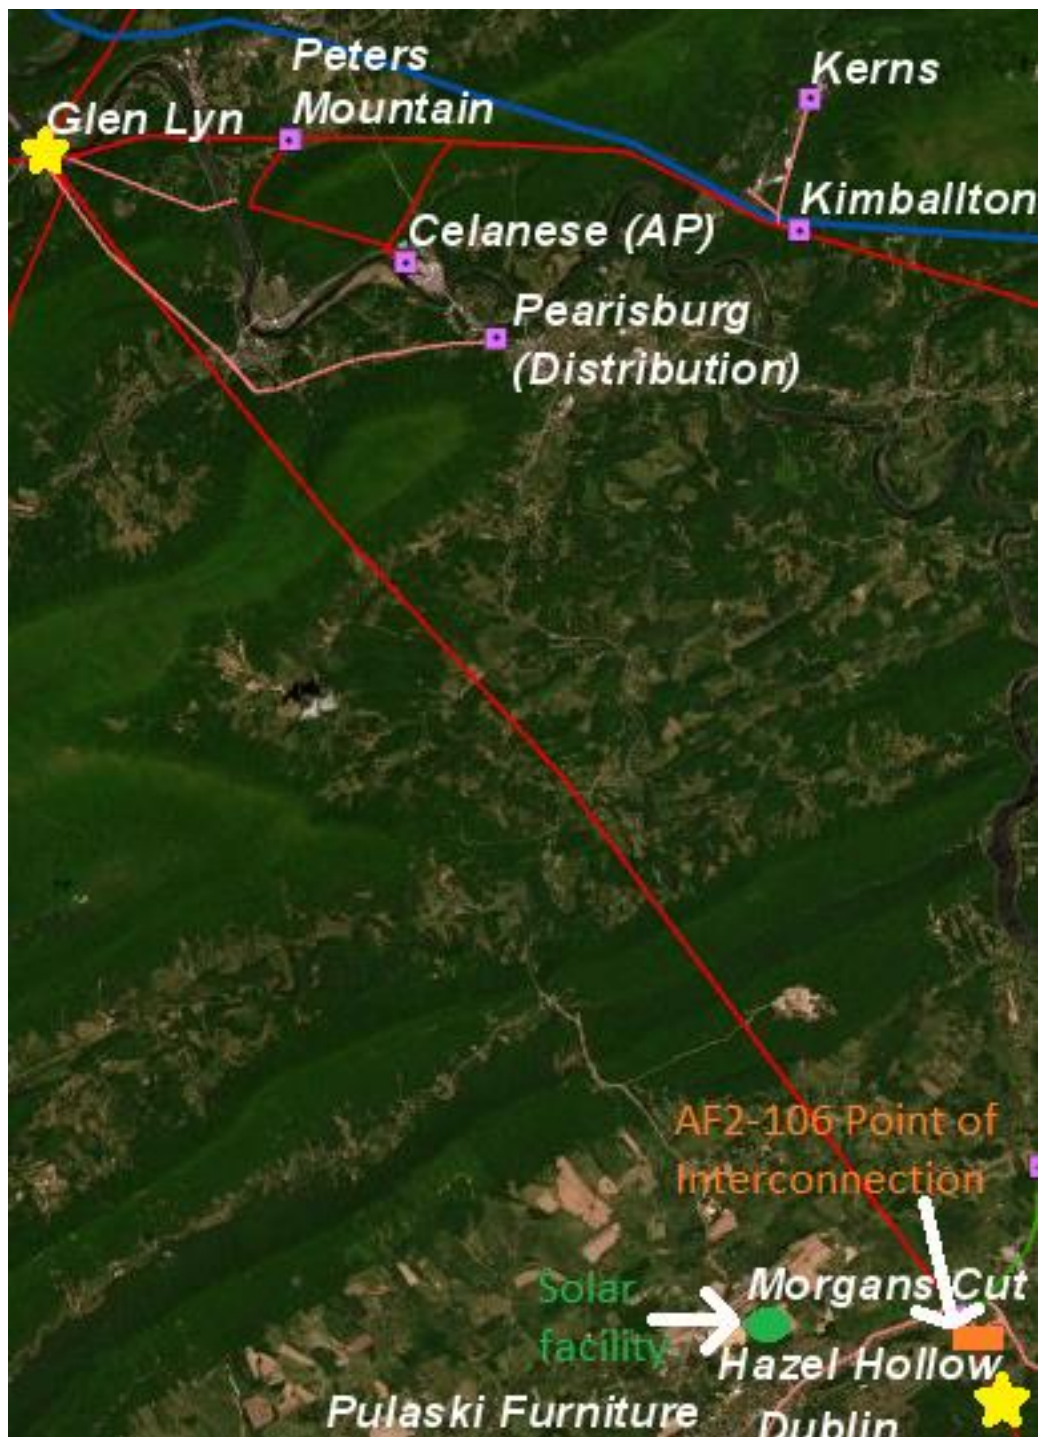 Peters
Mountain
Kerns
Glen Lyn
Kimballton
Celanese (AP)
Pearisburg
(Distribution)
AF2-106 Point of
Interconnection
Morgans Cut
Solar
facility
Hazel Hollow
Pulaski Furniture
Dublin